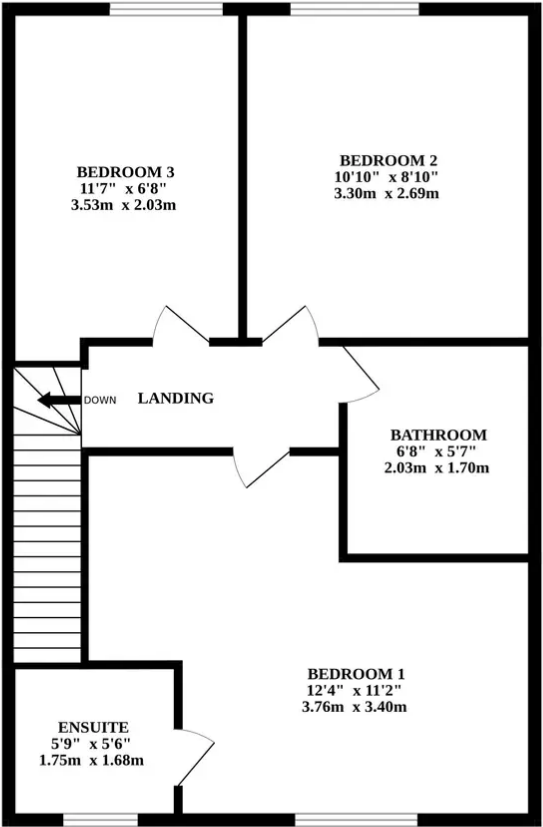 BEDROOM 3
11'7" x 6'8"
3.53m x 2.03m
BEDROOM 2
10'10" x 8'10"
3.30m x 2.69m
DOWN
LANDING
BATHROOM
6'8" x 5'7"
2.03m x 1.70m
BEDROOM 1
12'4" x 11'2"
3.76m x 3.40m
ENSUITE
5'9" x 5'6"
1.75m x 1.68m